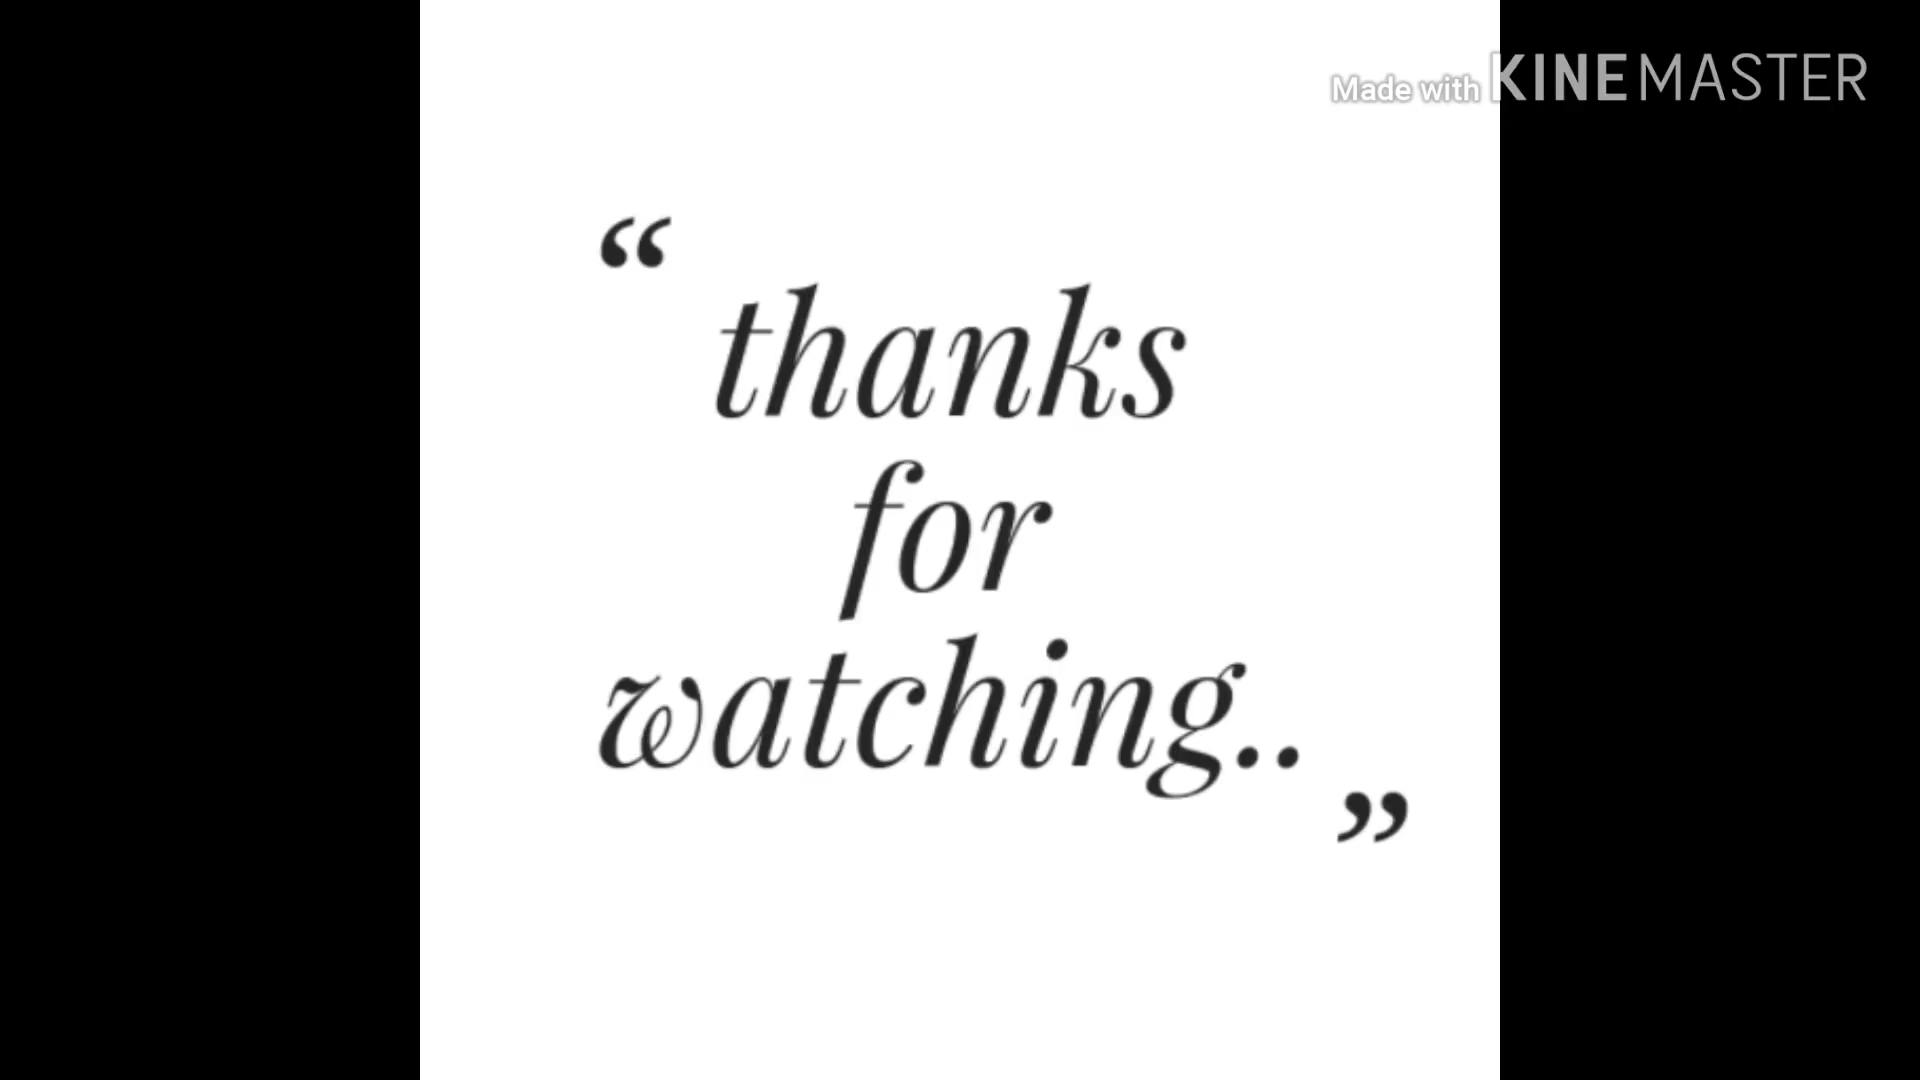 Made with KINEMASTER
“
thanks
for
watching..
”